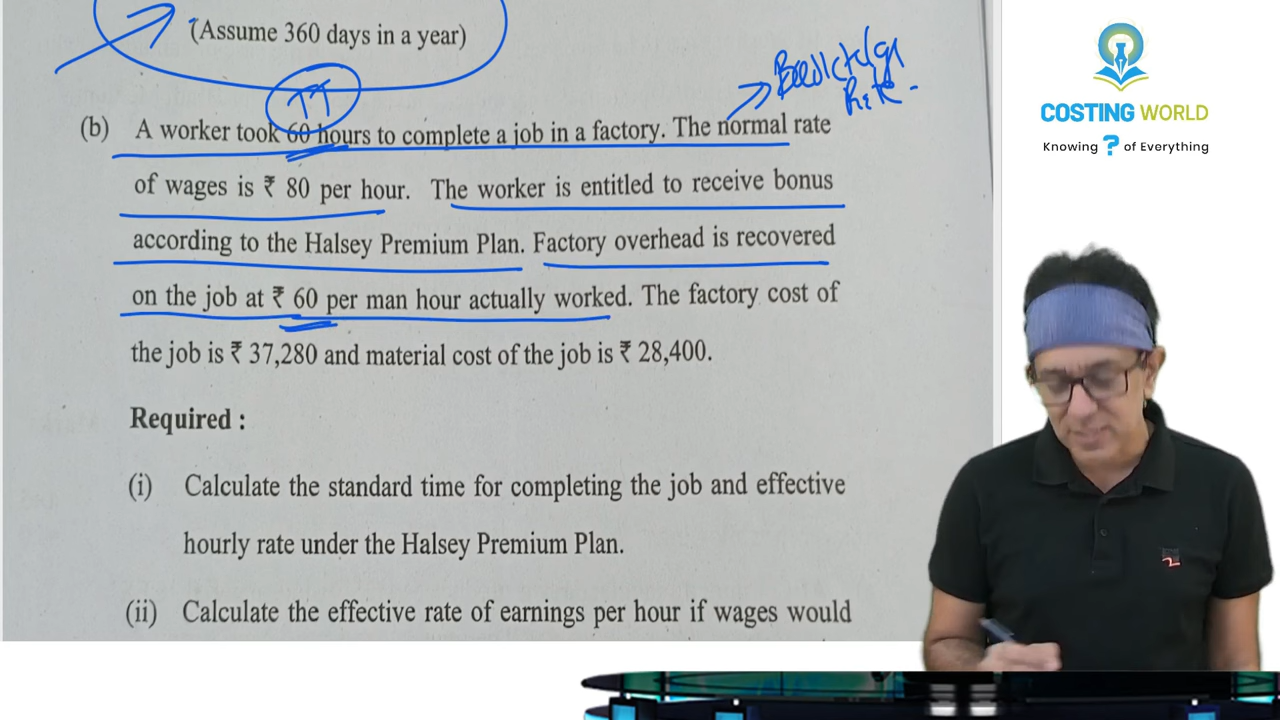 (Assume 360 days in a year)
TT
(b) A worker took 60 hours to complete a job in a factory. The normal rate
of wages is ₹ 80 per hour. The worker is entitled to receive bonus
according to the Halsey Premium Plan. Factory overhead is recovered
on the job at ₹ 60 per man hour actually worked. The factory cost of
the job is ₹ 37,280 and material cost of the job is ₹ 28,400.
Required :
(i) Calculate the standard time for completing the job and effective
hourly rate under the Halsey Premium Plan.
(ii) Calculate the effective rate of earnings per hour if wages would
COSTING WORLD
Knowing ? of Everything